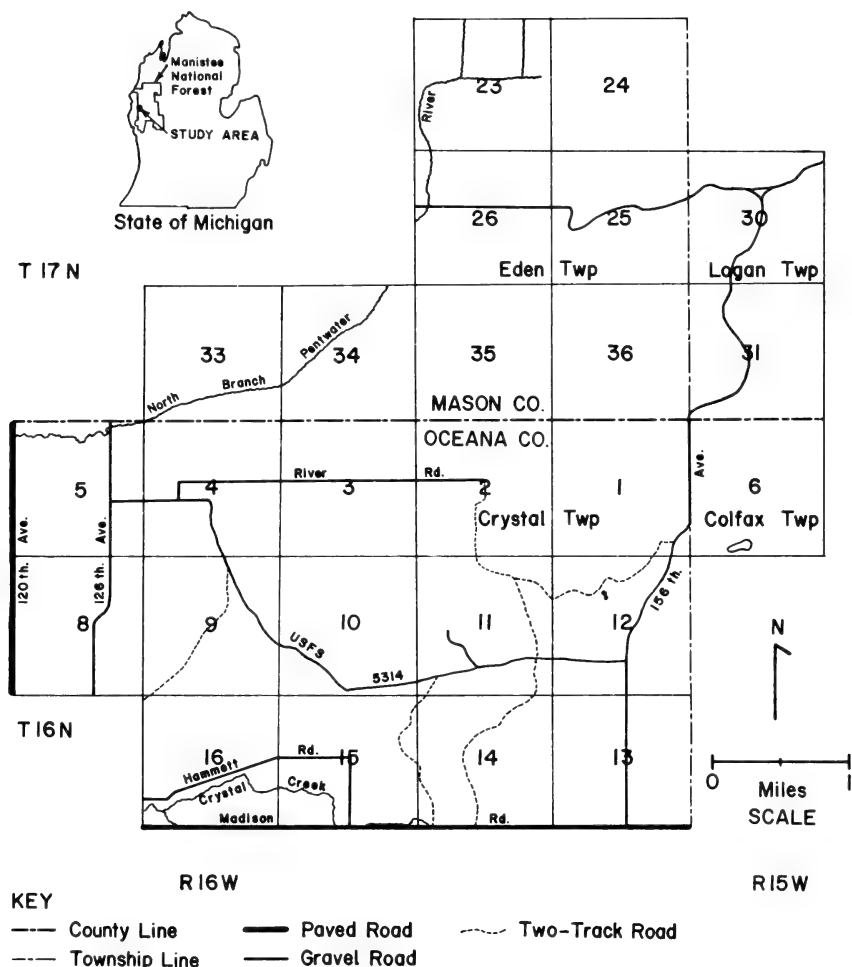 Manistee
National
Forest
STUDY AREA
State of Michigan
23
24
River
26
25
30
T 17 N
Eden Twp
Logan Twp
33
Pentwater
34
35
36
31
North
Branch
MASON CO.
OCEANA CO.
5
4
River
3
Rd.
2
1
Ave.
6
Crystal Twp
Colfax Twp
120 th. Ave.
126 th. Ave.
8
9
USFS
10
11
12
156 th.
5314
N
T 16 N
16
Hammett
Rd.
15
14
13
Crystal
Creek
Madison
Rd.
0
1
Miles
SCALE
R 16 W
R 15 W
KEY
County Line
Paved Road
Two-Track Road
Township Line
Gravel Road